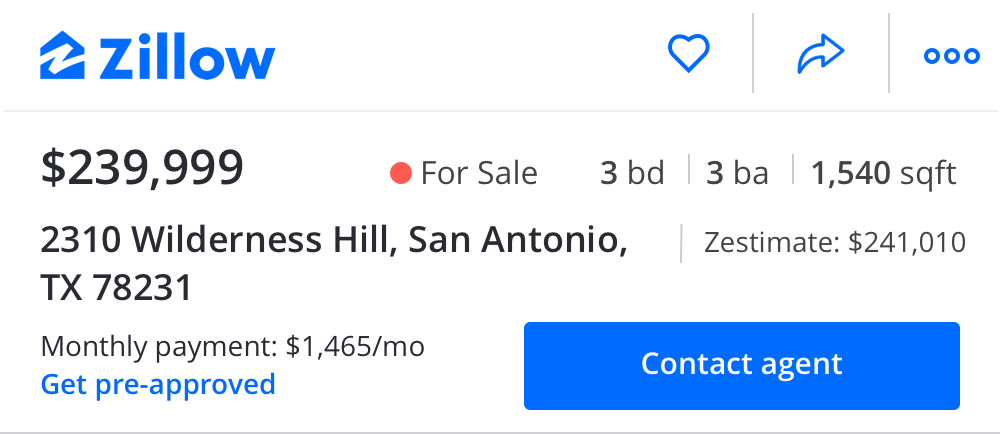 Zillow
$239,999
For Sale
3 bd
3 ba
1,540 sqft
2310 Wilderness Hill, San Antonio,
TX 78231
Zestimate: $241,010
Monthly payment: $1,465/mo
Get pre-approved
Contact agent